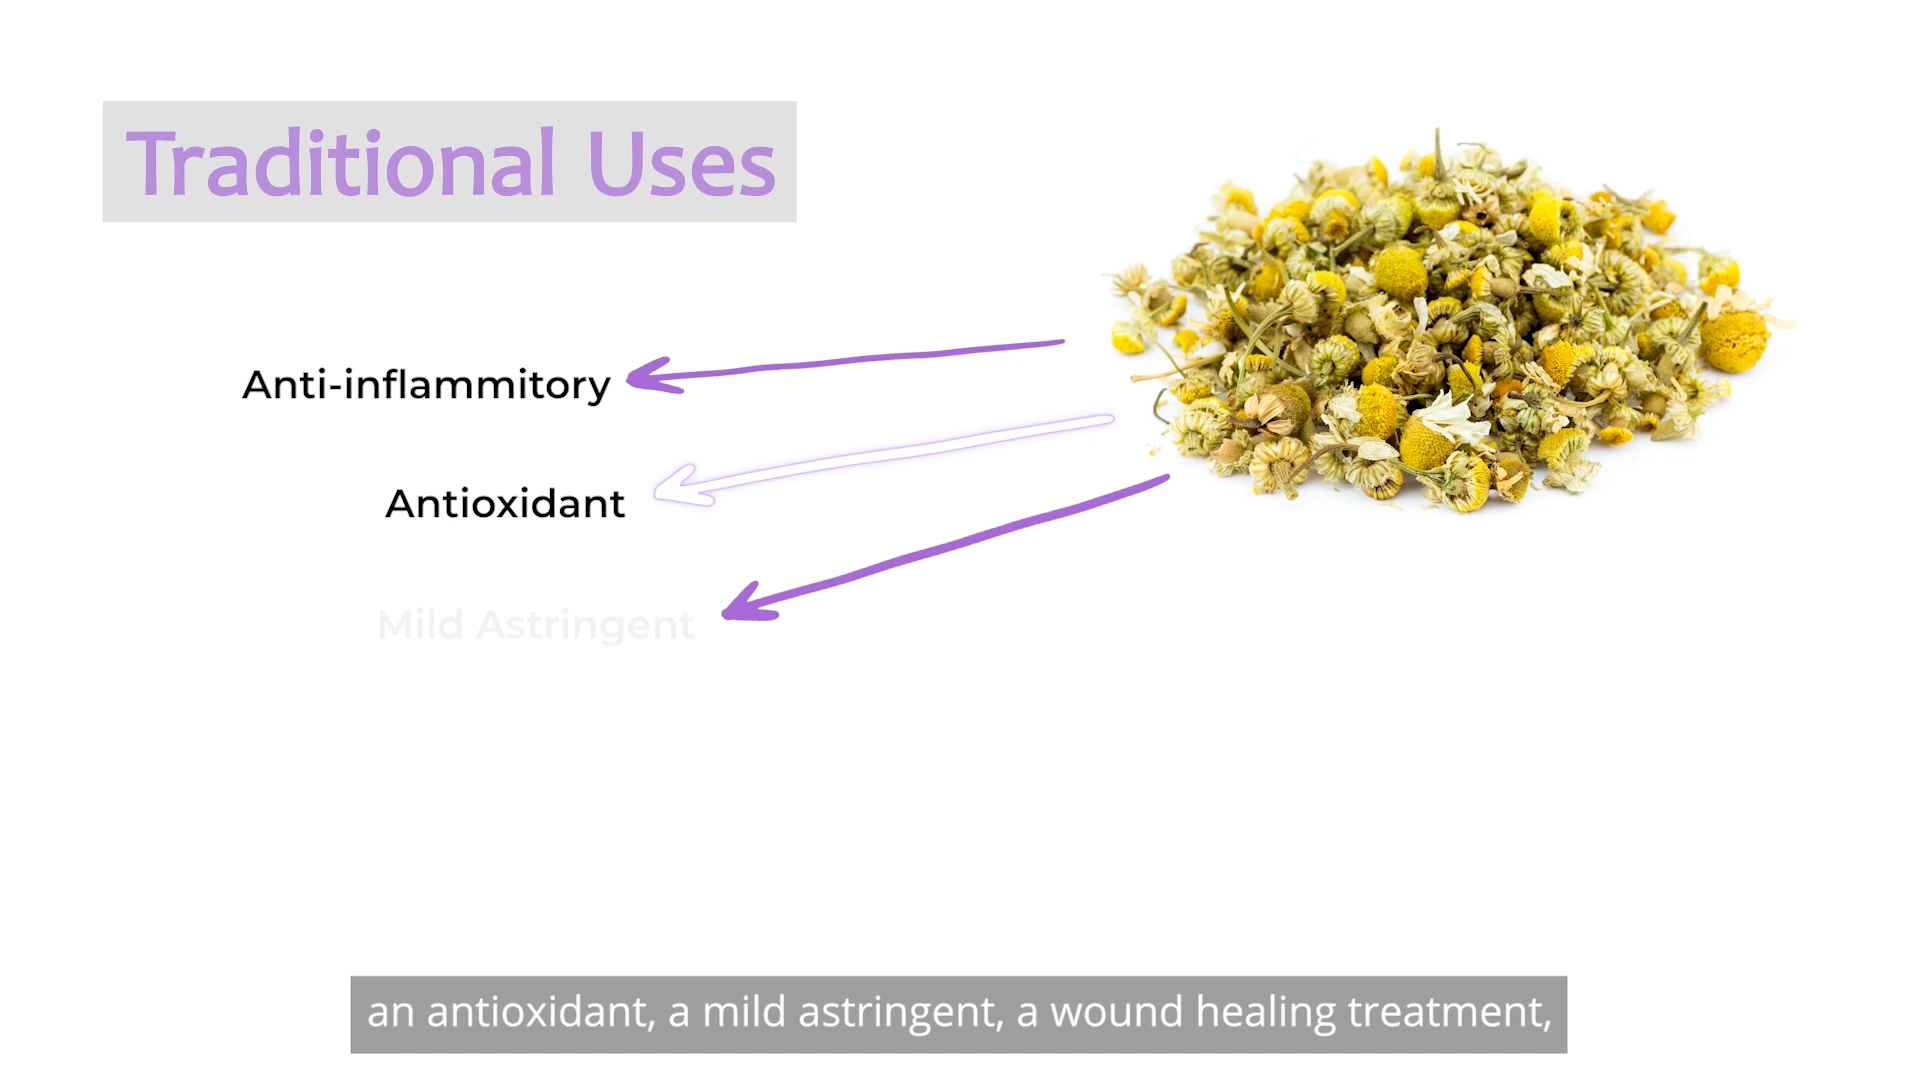 Traditional Uses
Anti-inflammitory
Antioxidant
Mild Astringent
an antioxidant, a mild astringent, a wound healing treatment,